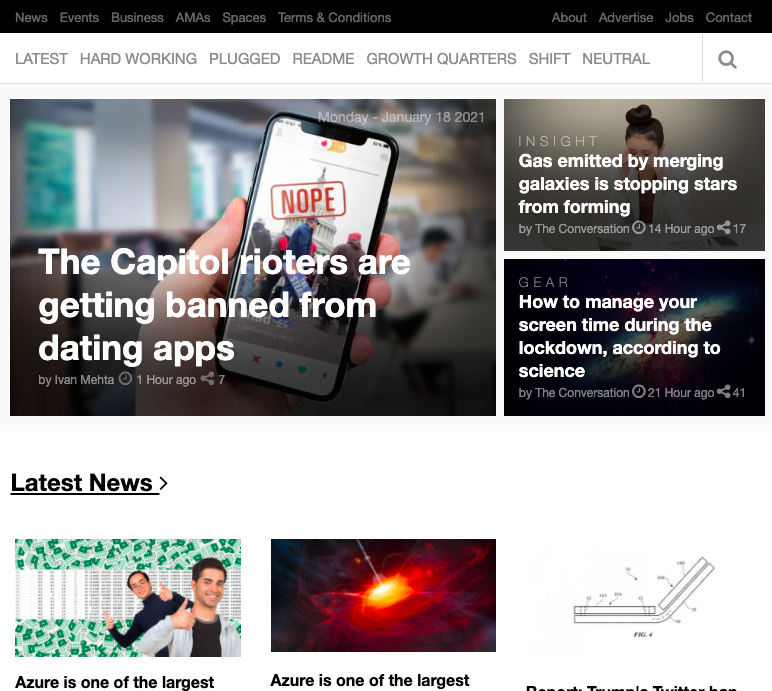 News Events Business AMAs Spaces Terms & Conditions About Advertise Jobs Contact
LATEST HARD WORKING PLUGGED README GROWTH QUARTERS SHIFT NEUTRAL
Monday - January 18 2021
NOPE
The Capitol rioters are
getting banned from
dating apps
by Ivan Mehta 1 Hour ago 7
INSIGHT
Gas emitted by merging
galaxies is stopping stars
from forming
by The Conversation 14 Hour ago 17
GEAR
How to manage your
screen time during the
lockdown, according to
science
by The Conversation 21 Hour ago 41
Latest News
FIG. 4
Azure is one of the largest
Azure is one of the largest
Report: Trump's Twitter ban